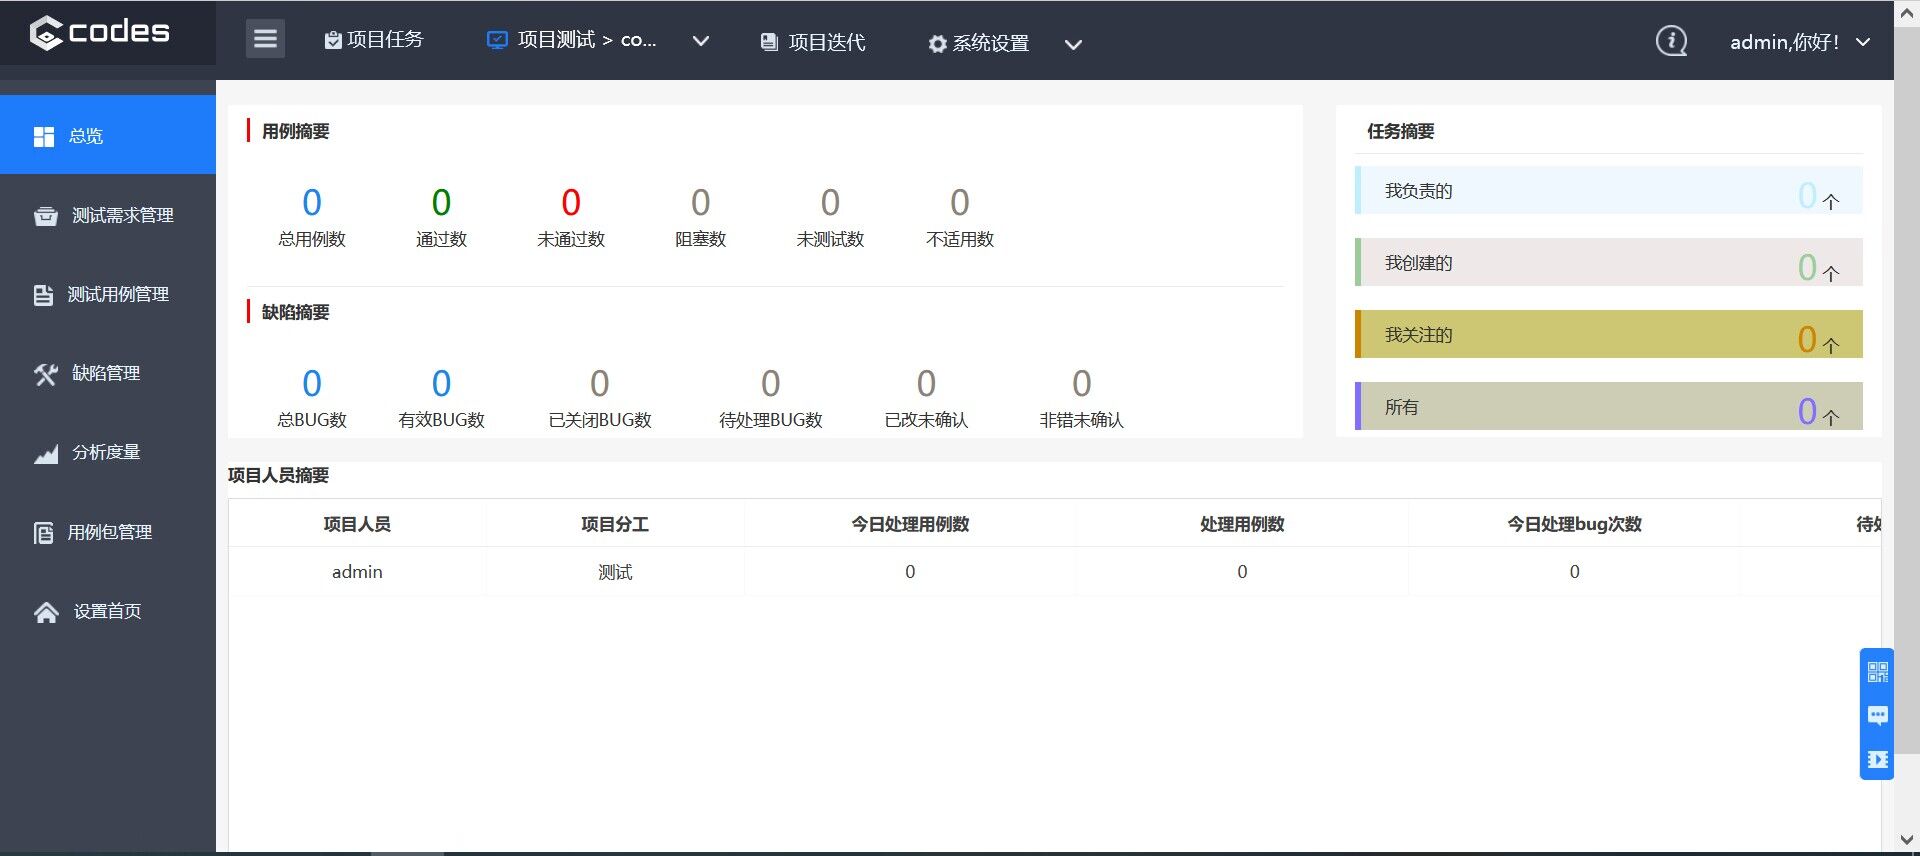 codes
项目任务
项目测试 > co...
项目迭代
系统设置
admin,你好!
总览
测试需求管理
测试用例管理
缺陷管理
分析度量
用例包管理
设置首页
用例摘要
0 0 0 0 0 0
总用例数 通过数 未通过数 阻塞数 未测试数 不适用数
缺陷摘要
0 0 0 0 0 0
总BUG数 有效BUG数 已关闭BUG数 待处理BUG数 已改未确认 非错未确认
任务摘要
我负责的 0 个
我创建的 0 个
我关注的 0 个
所有 0 个
项目人员摘要
项目人员 项目分工 今日处理用例数 处理用例数 今日处理bug次数 待
admin 测试 0 0 0